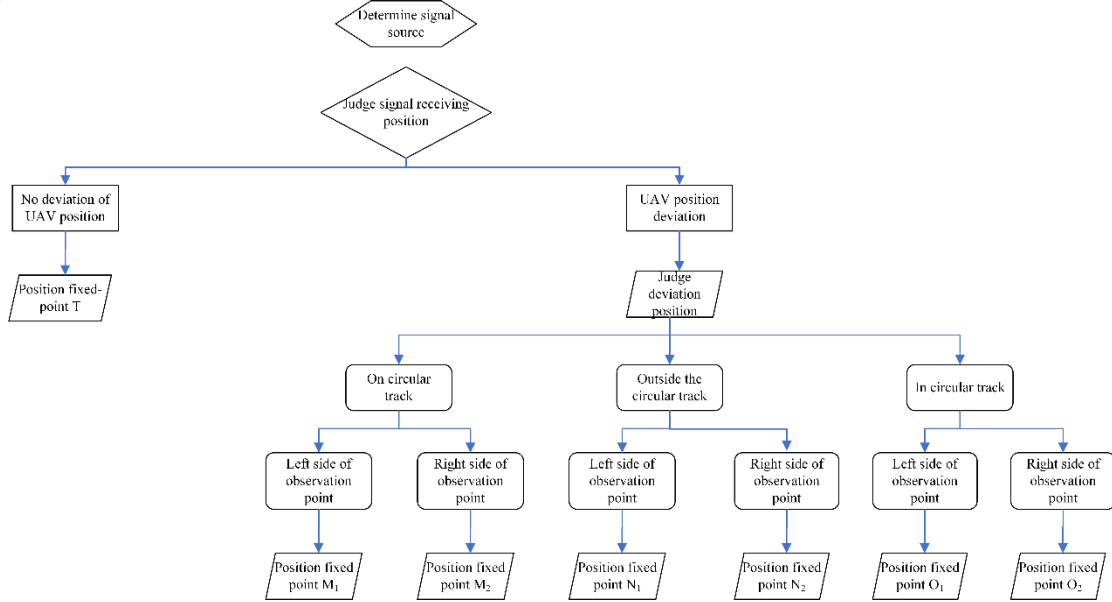 Determine signal
source
Judge signal receiving
position
No deviation of
UAV position
UAV position
deviation
Position fixed-
point T
Judge
deviation
position
On circular
track
Outside the
circular track
In circular track
Left side of
observation
point
Right side of
observation
point
Left side of
observation
point
Right side of
observation
point
Left side of
observation
point
Right side of
observation
point
Position fixed
point M₁
Position fixed
point M₂
Position fixed
point N₁
Position fixed
point N₂
Position fixed
point O₁
Position fixed
point O₂